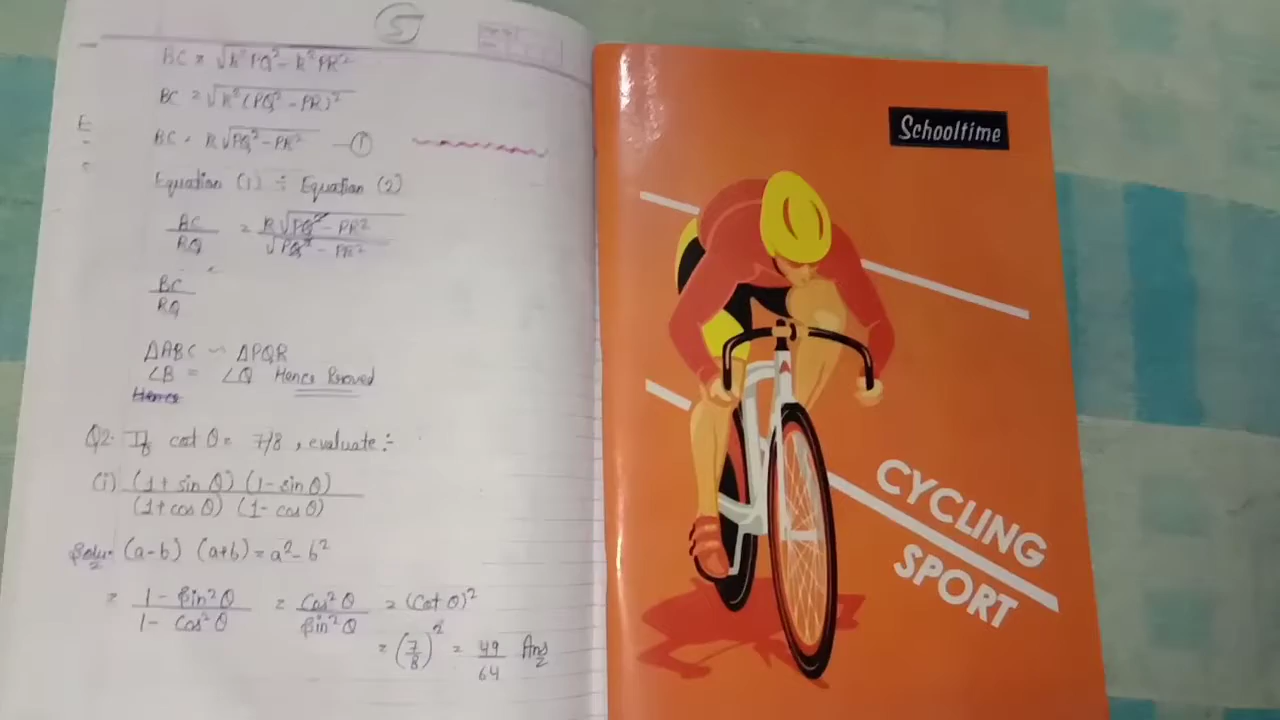 5
BC = √k²PQ² - k²PR²
BC = √k²(PQ² - PR)²
BC = k√PQ² - PR² — ①
Equation (1) ÷ Equation (2)
BC/RQ = k√PQ² - PR²/√PQ² - PR²
BC/RQ
ΔABC ~ ΔPQR
∠B = ∠Q Hence Proved
Hence
Q2. If cot θ = 7/8, evaluate :-
(i) (1 + sin θ) (1 - sin θ)/(1 + cos θ) (1 - cos θ)
Solu. (a-b) (a+b) = a² - b²
= 1 - sin²θ/1 - cos²θ = cos²θ/sin²θ = (cot θ)²
= (7/8)² = 49/64 Ans
Schooltime
CYCLING
SPORT